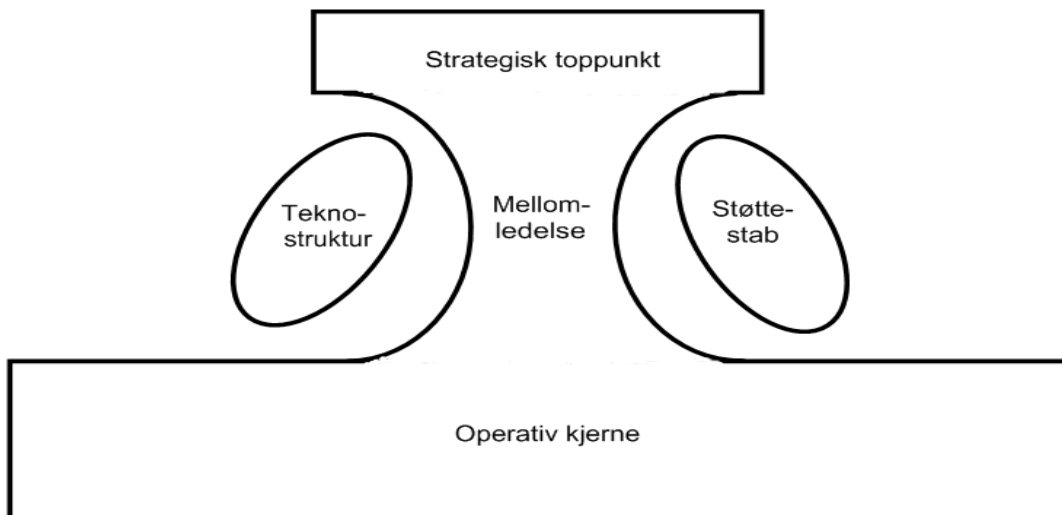 Strategisk toppunkt
Tekno-
struktur
Mellom-
ledelse
Støtte-
stab
Operativ kjerne